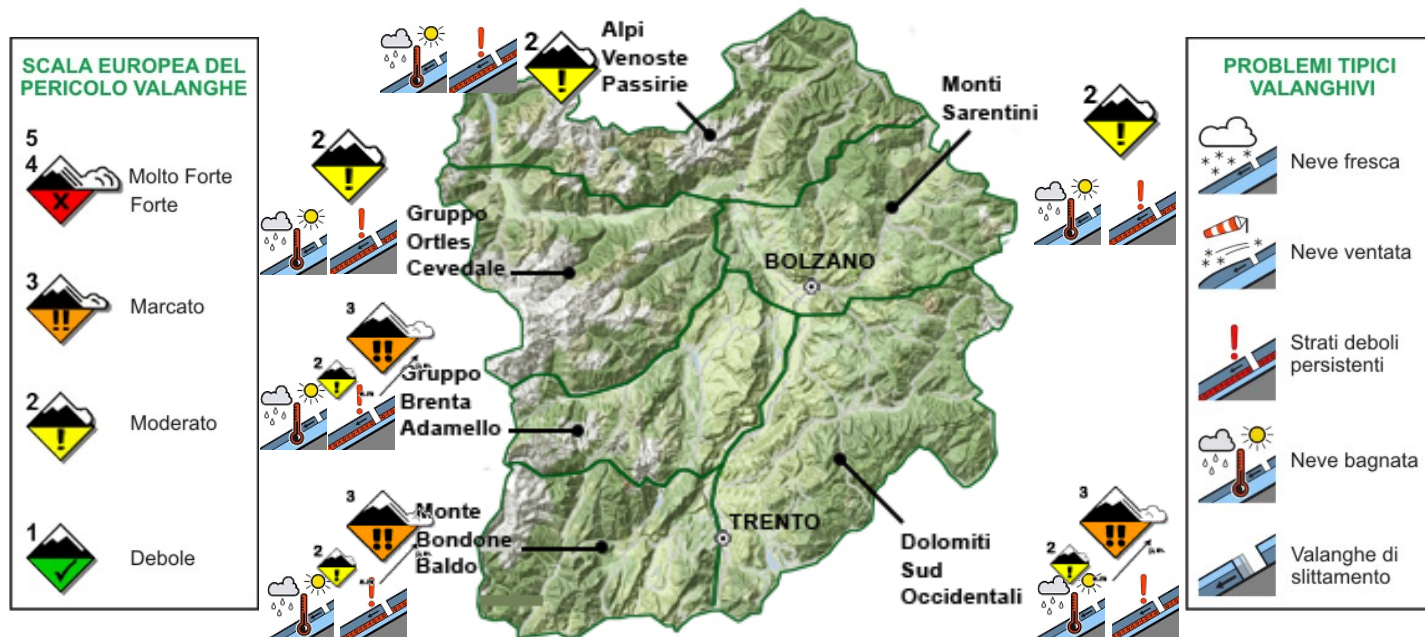 SCALA EUROPEA DEL
PERICOLO VALANGHE
5
4
Molto Forte
Forte
3
Marcato
2
Moderato
1
Debole
2
Alpi
Venoste
Passirie
Monti
Sarentini
2
2
Gruppo
Ortles
Cevedale
BOLZANO
3
2
Gruppo
Brenta
Adamello
3
2
Monte
Bondone
Baldo
TRENTO
Dolomiti
Sud
Occidentali
3
2
PROBLEMI TIPICI
VALANGHIVI
Neve fresca
Neve ventata
Strati deboli
persistenti
Neve bagnata
Valanghe di
slittamento